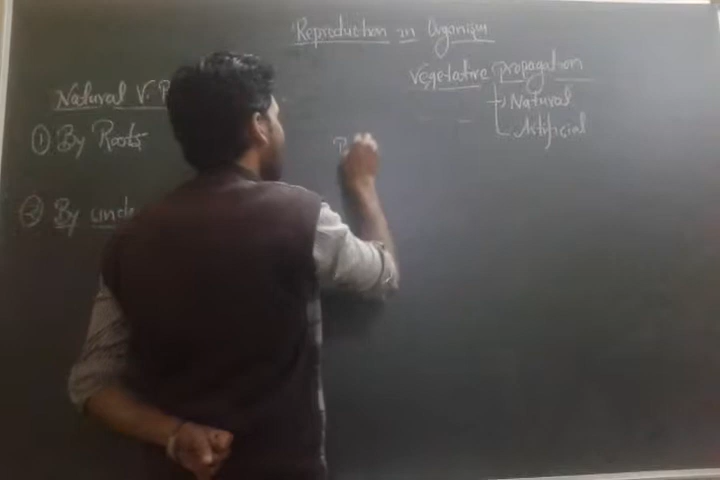 Reproduction in Organism
Vegetative propagation
Natural
Artificial
Natural V. P
① By Roots
② By unde
P